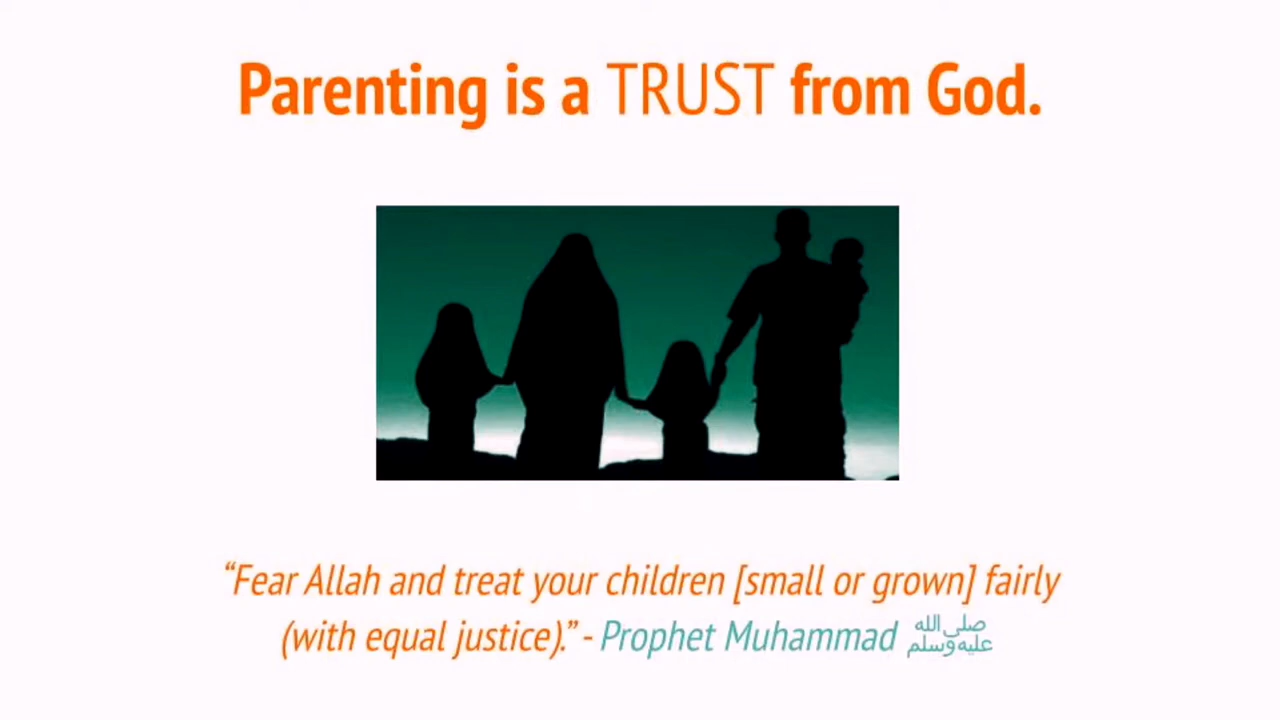 Parenting is a TRUST from God.
“Fear Allah and treat your children [small or grown] fairly
(with equal justice).” - Prophet Muhammad صلى الله عليه وسلم